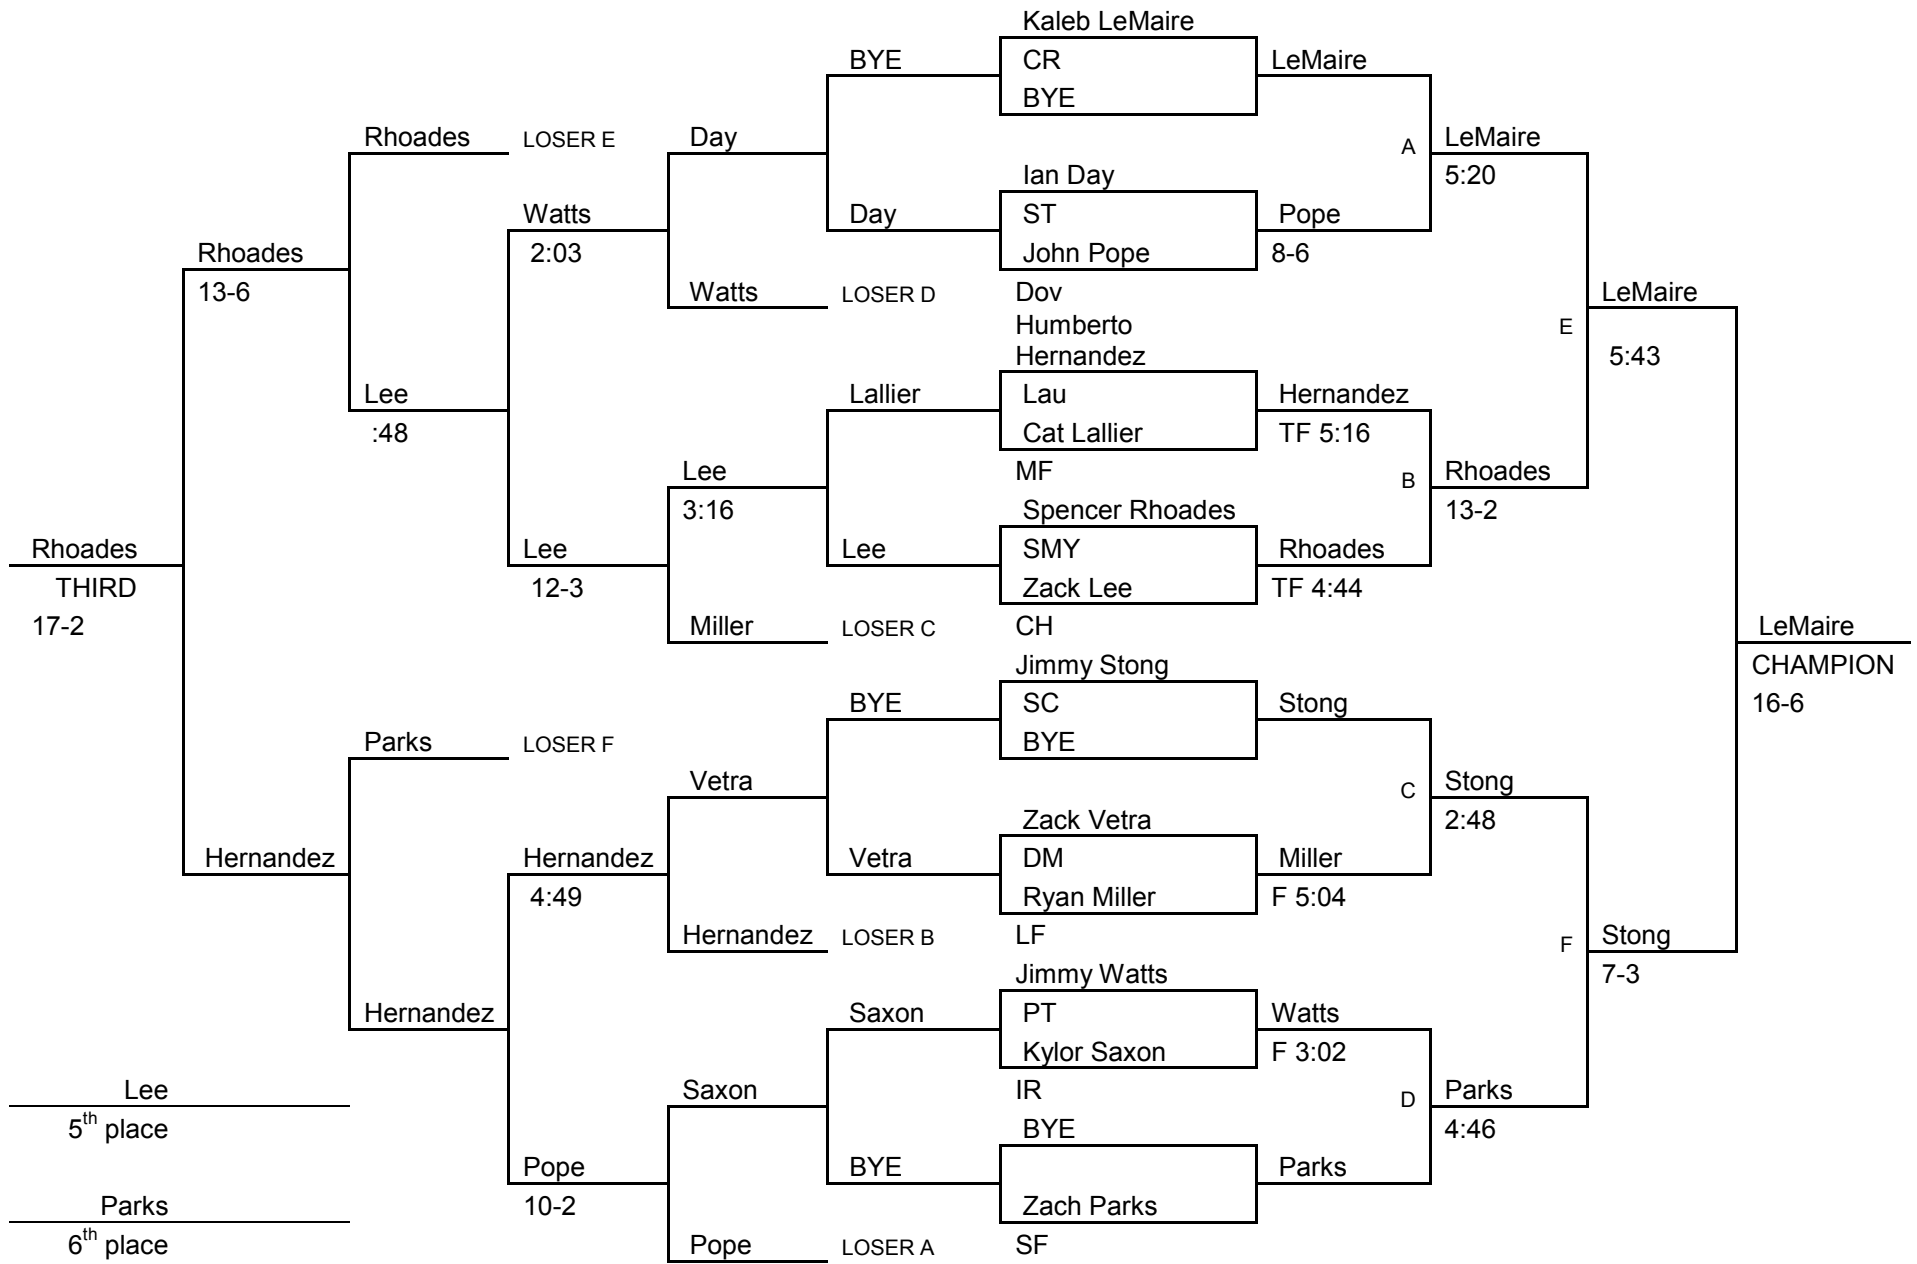 Kaleb LeMaire
BYE
CR
LeMaire
BYE
Rhoades
LOSER E
Day
A
LeMaire
Ian Day
5:20
Watts
Day
ST
Pope
Rhoades
2:03
John Pope
8-6
13-6
Watts
LOSER D
Dov
LeMaire
Humberto
E
Hernandez
5:43
Lee
Lallier
Lau
Hernandez
:48
Cat Lallier
TF 5:16
Lee
MF
B
Rhoades
3:16
Spencer Rhoades
13-2
Rhoades
Lee
Lee
SMY
Rhoades
THIRD
12-3
Zack Lee
TF 4:44
17-2
Miller
LOSER C
CH
LeMaire
Jimmy Stong
CHAMPION
BYE
SC
Stong
16-6
Parks
LOSER F
BYE
Vetra
C
Stong
Zack Vetra
2:48
Hernandez
Hernandez
Vetra
DM
Miller
4:49
Ryan Miller
F 5:04
Hernandez
LOSER B
LF
F
Stong
Jimmy Watts
7-3
Hernandez
Saxon
PT
Watts
Kylor Saxon
F 3:02
Lee
Saxon
IR
D
Parks
5th place
BYE
4:46
Pope
BYE
Parks
Parks
10-2
Zach Parks
6th place
Pope
LOSER A
SF